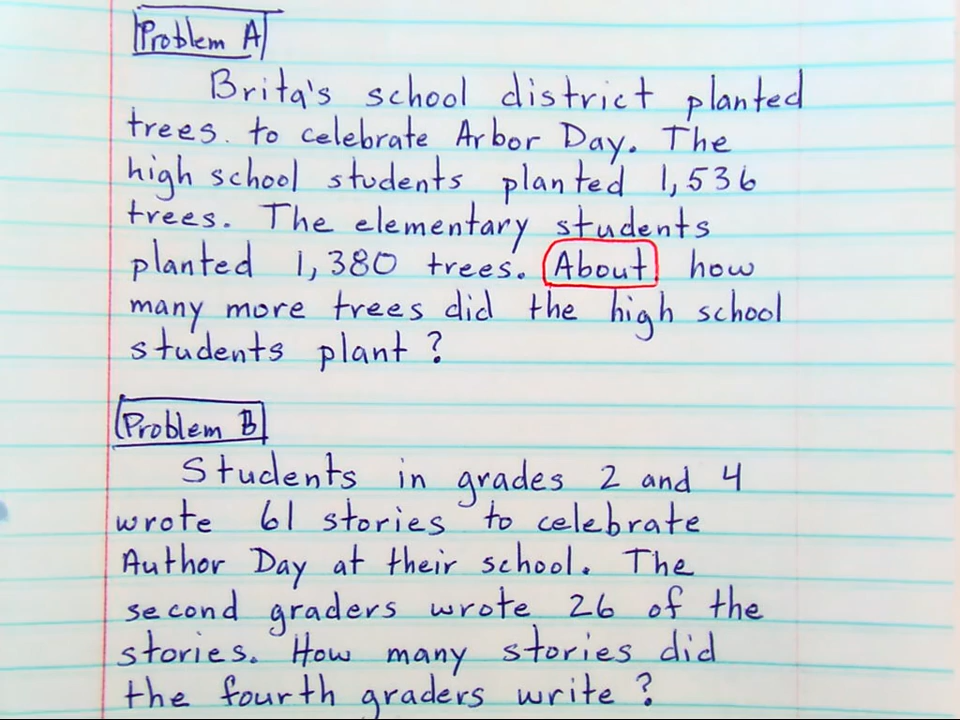 Problem A
Brita's school district planted
trees. to celebrate Arbor Day. The
high school students planted 1,536
trees. The elementary students
planted 1,380 trees. About how
many more trees did the high school
students plant?
Problem B
Students in grades 2 and 4
wrote 61 stories to celebrate
Author Day at their school. The
second graders wrote 26 of the
stories. How many stories did
the fourth graders write?